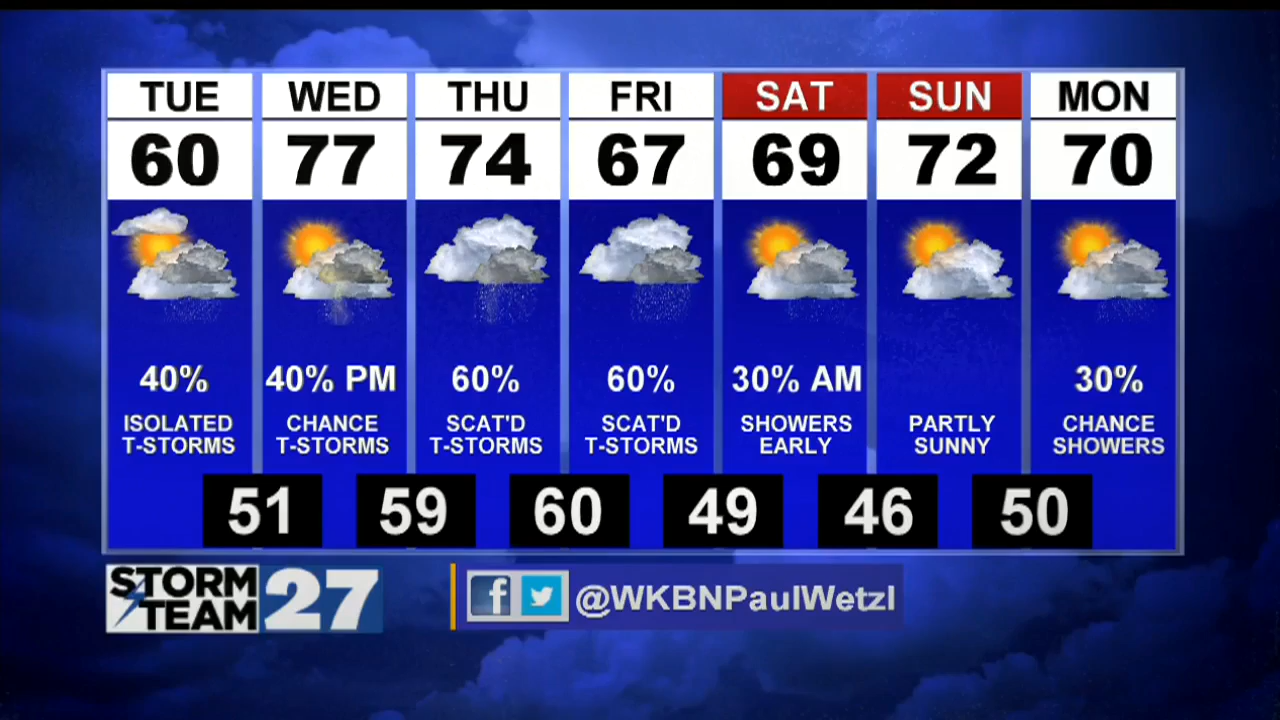 TUE WED THU FRI SAT SUN MON
60 77 74 67 69 72 70
40% 40% PM 60% 60% 30% AM 30%
ISOLATED CHANCE SCAT'D SCAT'D SHOWERS PARTLY CHANCE
T-STORMS T-STORMS T-STORMS T-STORMS EARLY SUNNY SHOWERS
51 59 60 49 46 50
STORM
TEAM 27
f @WKBNPaulWetzl